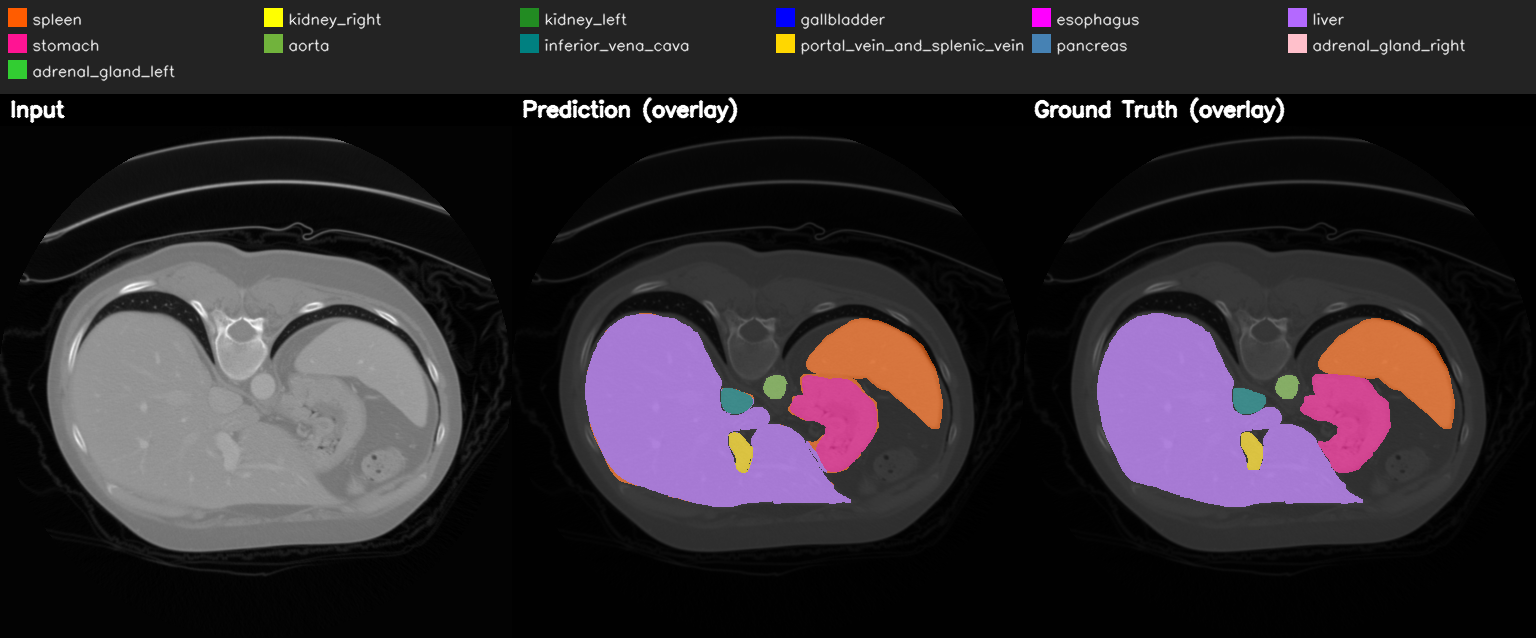 spleen kidney_right kidney_left gallbladder esophagus liver
stomach aorta inferior_vena_cava portal_vein_and_splenic_vein pancreas adrenal_gland_right
adrenal_gland_left
Input Prediction (overlay) Ground Truth (overlay)